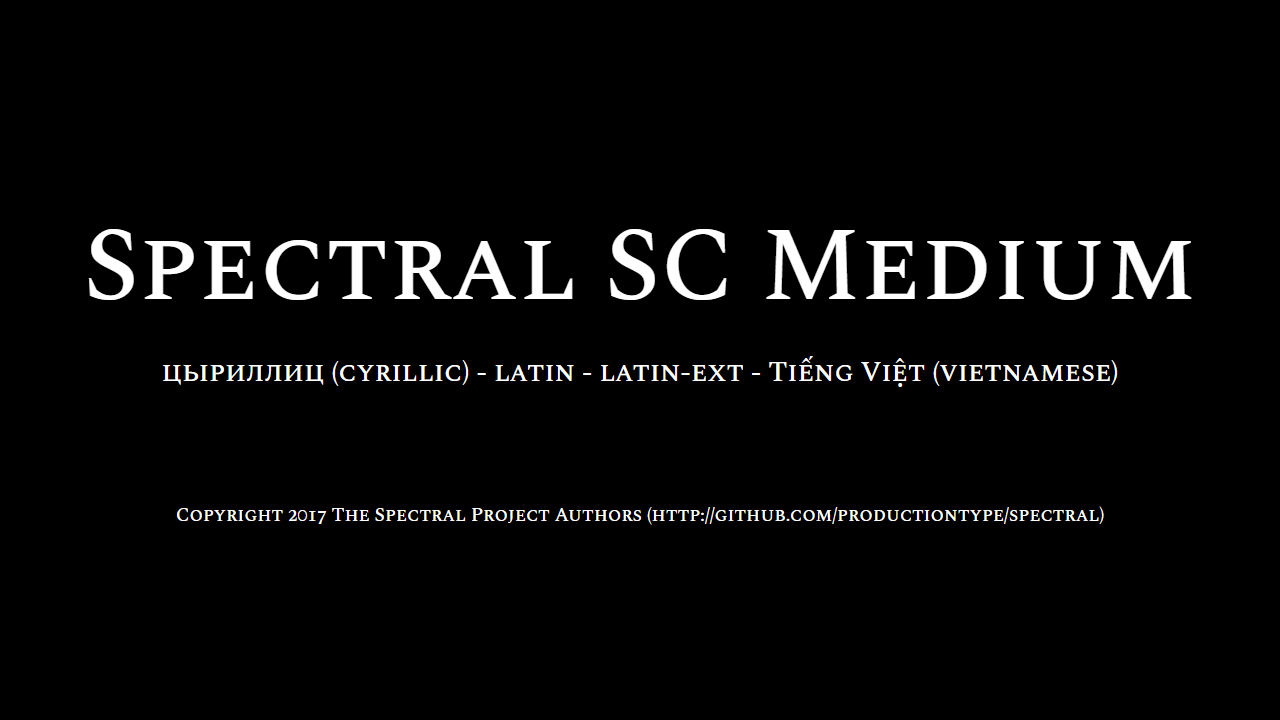 Spectral SC Medium
цыриллиц (cyrillic) - latin - latin-ext - Tiếng Việt (vietnamese)
Copyright 2017 The Spectral Project Authors (http://github.com/productiontype/spectral)